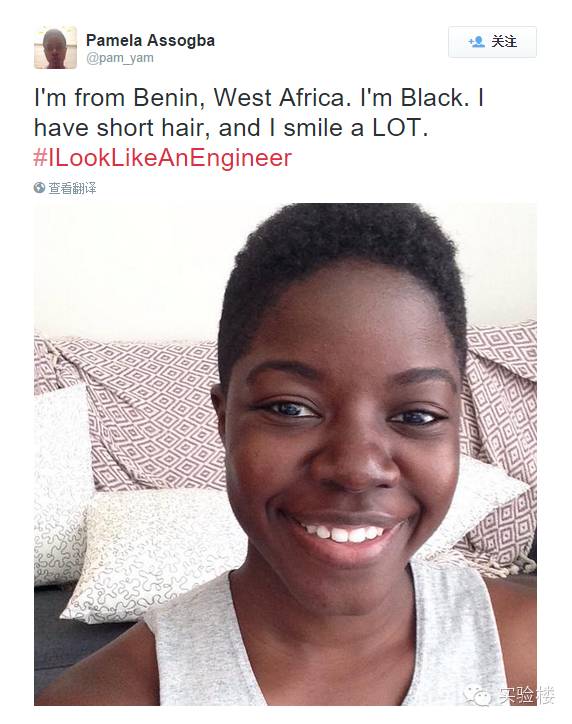 Pamela Assogba
@pam_yam
关注
I'm from Benin, West Africa. I'm Black. I
have short hair, and I smile a LOT.
#ILookLikeAnEngineer
查看翻译
实验楼